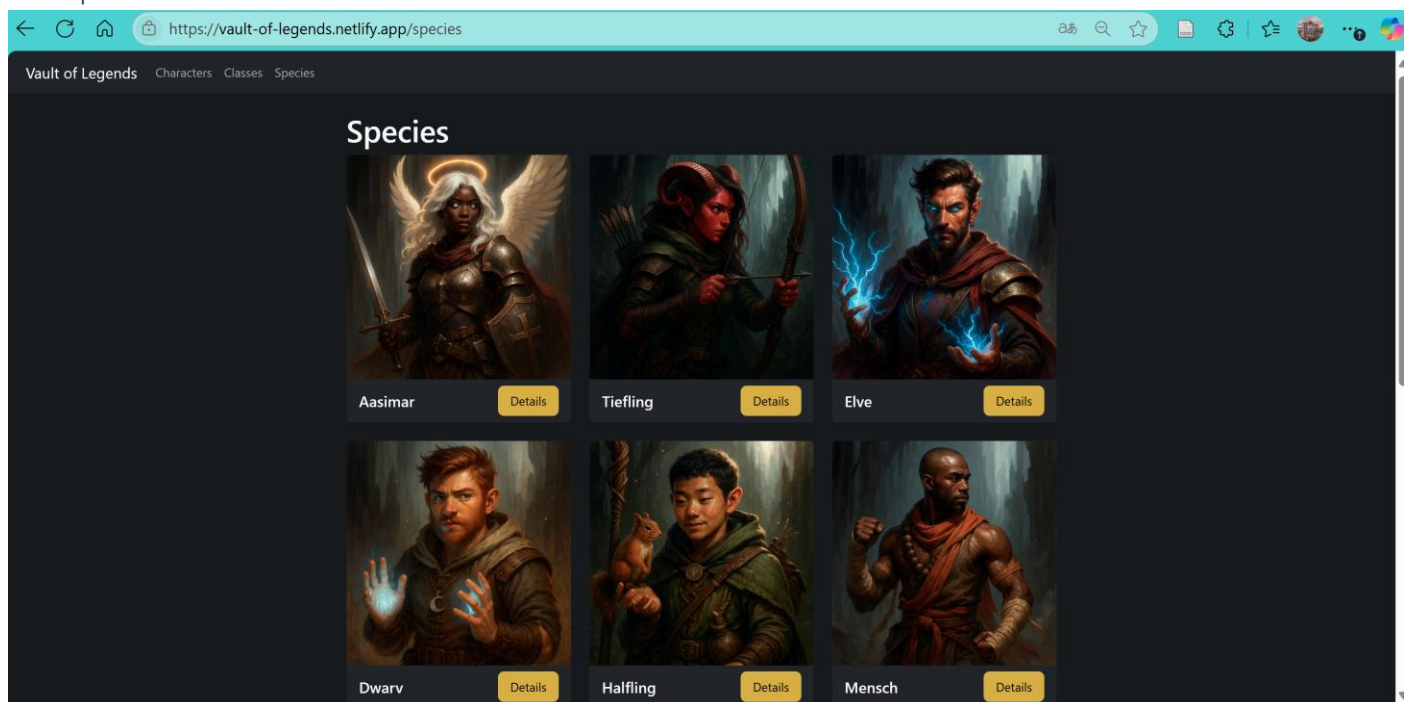 https://vault-of-legends.netlify.app/species
Vault of Legends Characters Classes Species
Species
Aasimar Details
Tiefling Details
Elve Details
Dwarv Details
Halfling Details
Mensch Details